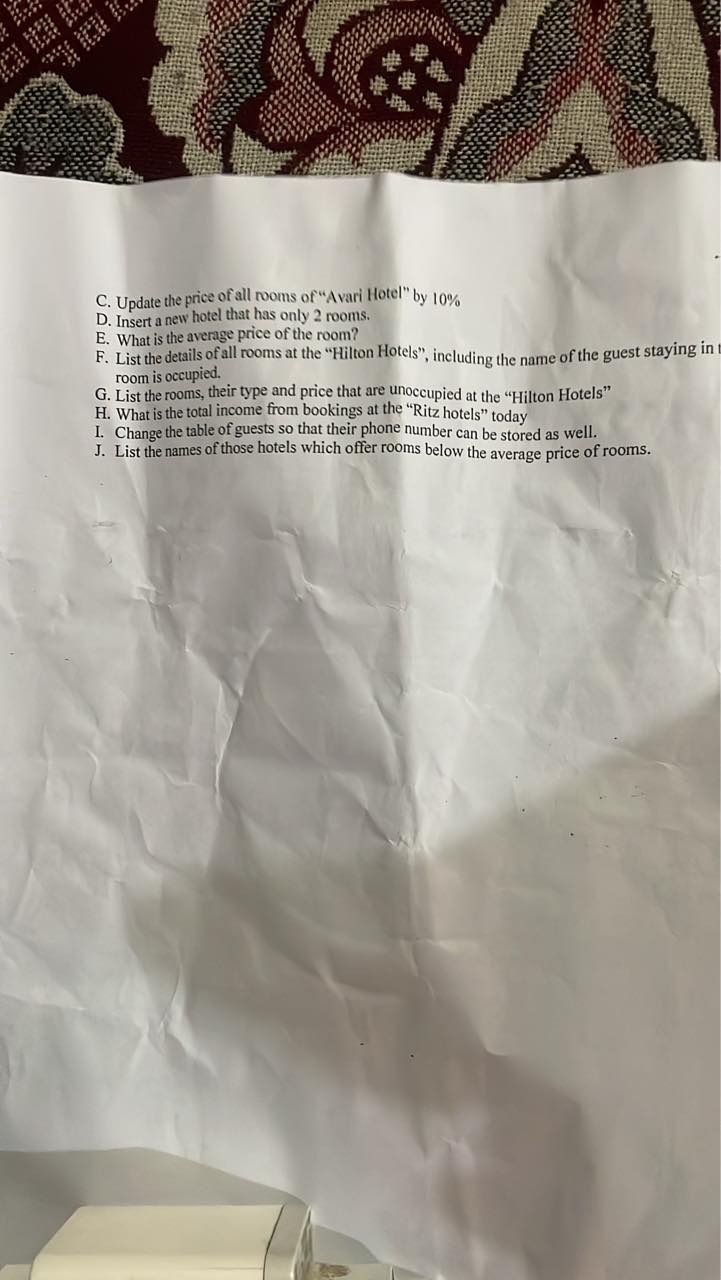 C. Update the price of all rooms of “Avari Hotel” by 10%
D. Insert a new hotel that has only 2 rooms.
E. What is the average price of the room?
F. List the details of all rooms at the “Hilton Hotels”, including the name of the guest staying in
room is occupied.
G. List the rooms, their type and price that are unoccupied at the “Hilton Hotels”
H. What is the total income from bookings at the “Ritz hotels” today
I. Change the table of guests so that their phone number can be stored as well.
J. List the names of those hotels which offer rooms below the average price of rooms.